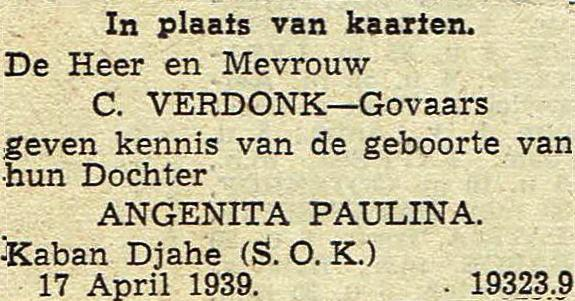 In plaats van kaarten.
De Heer en Mevrouw
C. VERDONK—Govaars
geven kennis van de geboorte van
hun Dochter
ANGENITA PAULINA.
Kaban Djahe (S. O. K.)
17 April 1939. 19323.9